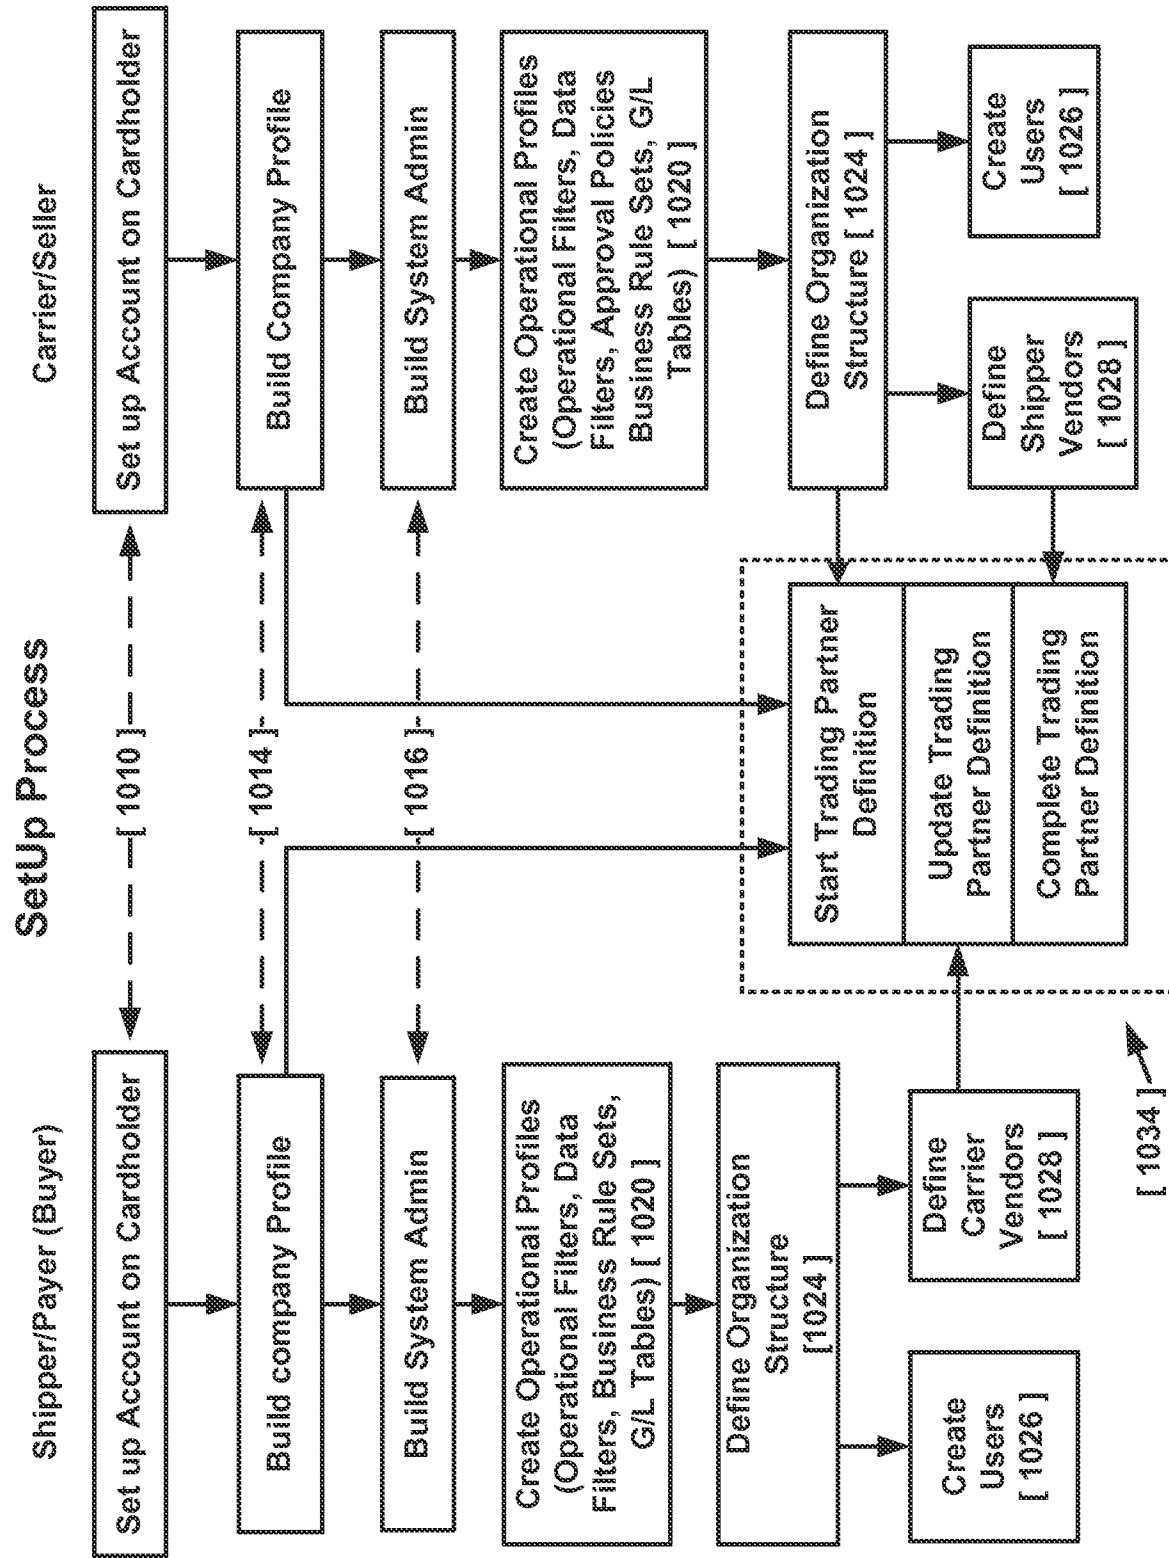 SetUp Process
Shipper/Payer (Buyer)
Carrier/Seller
Set up Account on Cardholder
[ 1010 ]
Set up Account on Cardholder
Build company Profile
[ 1014 ]
Build Company Profile
Build System Admin
[ 1016 ]
Build System Admin
Create Operational Profiles
(Operational Filters, Data
Filters, Business Rule Sets,
G/L Tables) [ 1020 ]
Create Operational Profiles
(Operational Filters, Data
Filters, Approval Policies
Business Rule Sets, G/L
Tables) [ 1020 ]
Define Organization
Structure
[1024 ]
Define Organization
Structure [ 1024 ]
Start Trading Partner
Definition
Update Trading
Partner Definition
Complete Trading
Partner Definition
Create
Users
[ 1026 ]
Define
Carrier
Vendors
[ 1028 ]
Define
Shipper
Vendors
[ 1028 ]
Create
Users
[ 1026 ]
[ 1034 ]